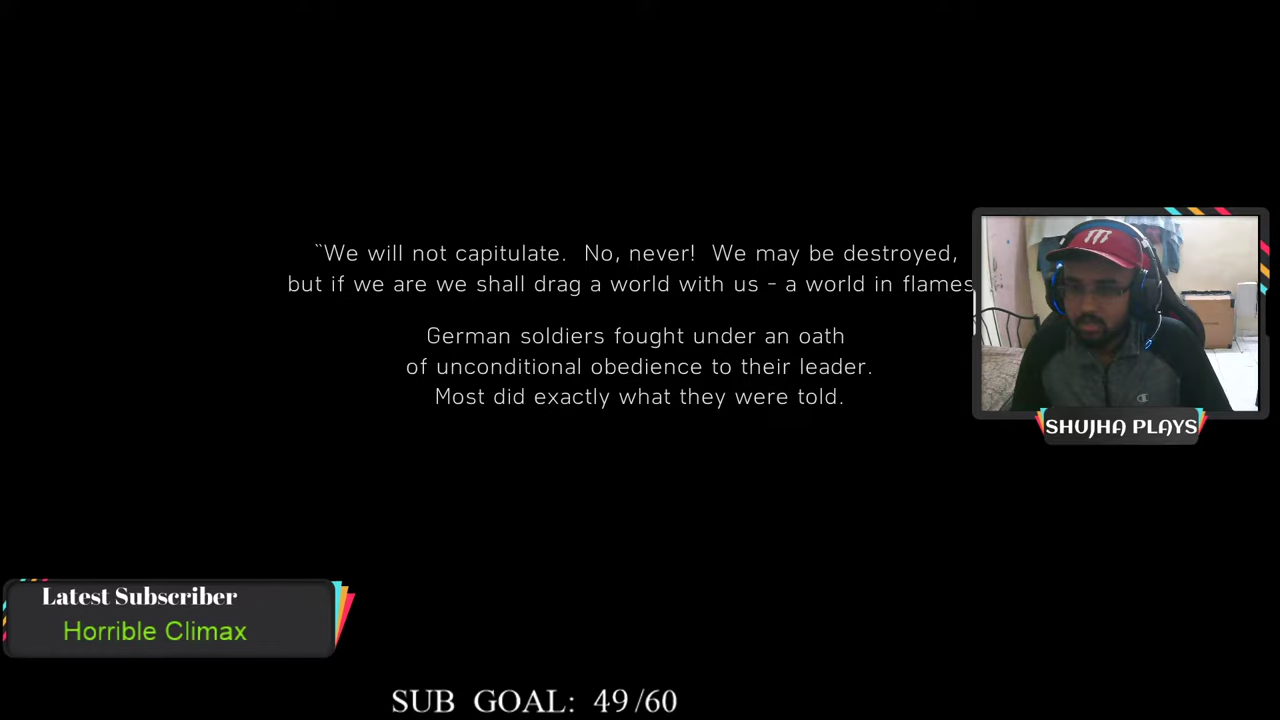 ``We will not capitulate. No, never! We may be destroyed,
but if we are we shall drag a world with us - a world in flames
German soldiers fought under an oath
of unconditional obedience to their leader.
Most did exactly what they were told.
SHUJHA PLAYS
Latest Subscriber
Horrible Climax
SUB GOAL: 49/60